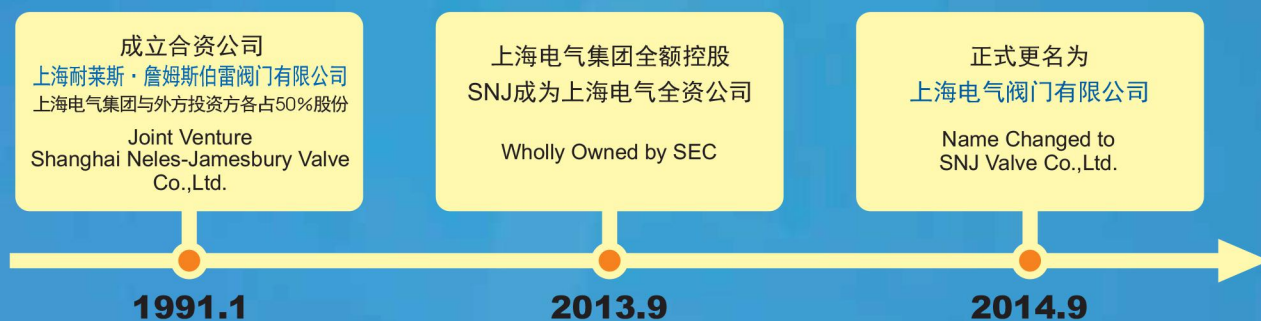 成立合资公司
上海耐莱斯·詹姆斯伯雷阀门有限公司
上海电气集团与外方投资方各占50%股份
Joint Venture
Shanghai Neles-Jamesbury Valve
Co.,Ltd.
1991.1
上海电气集团全额控股
SNJ成为上海电气全资公司
Wholly Owned by SEC
2013.9
正式更名为
上海电气阀门有限公司
Name Changed to
SNJ Valve Co.,Ltd.
2014.9